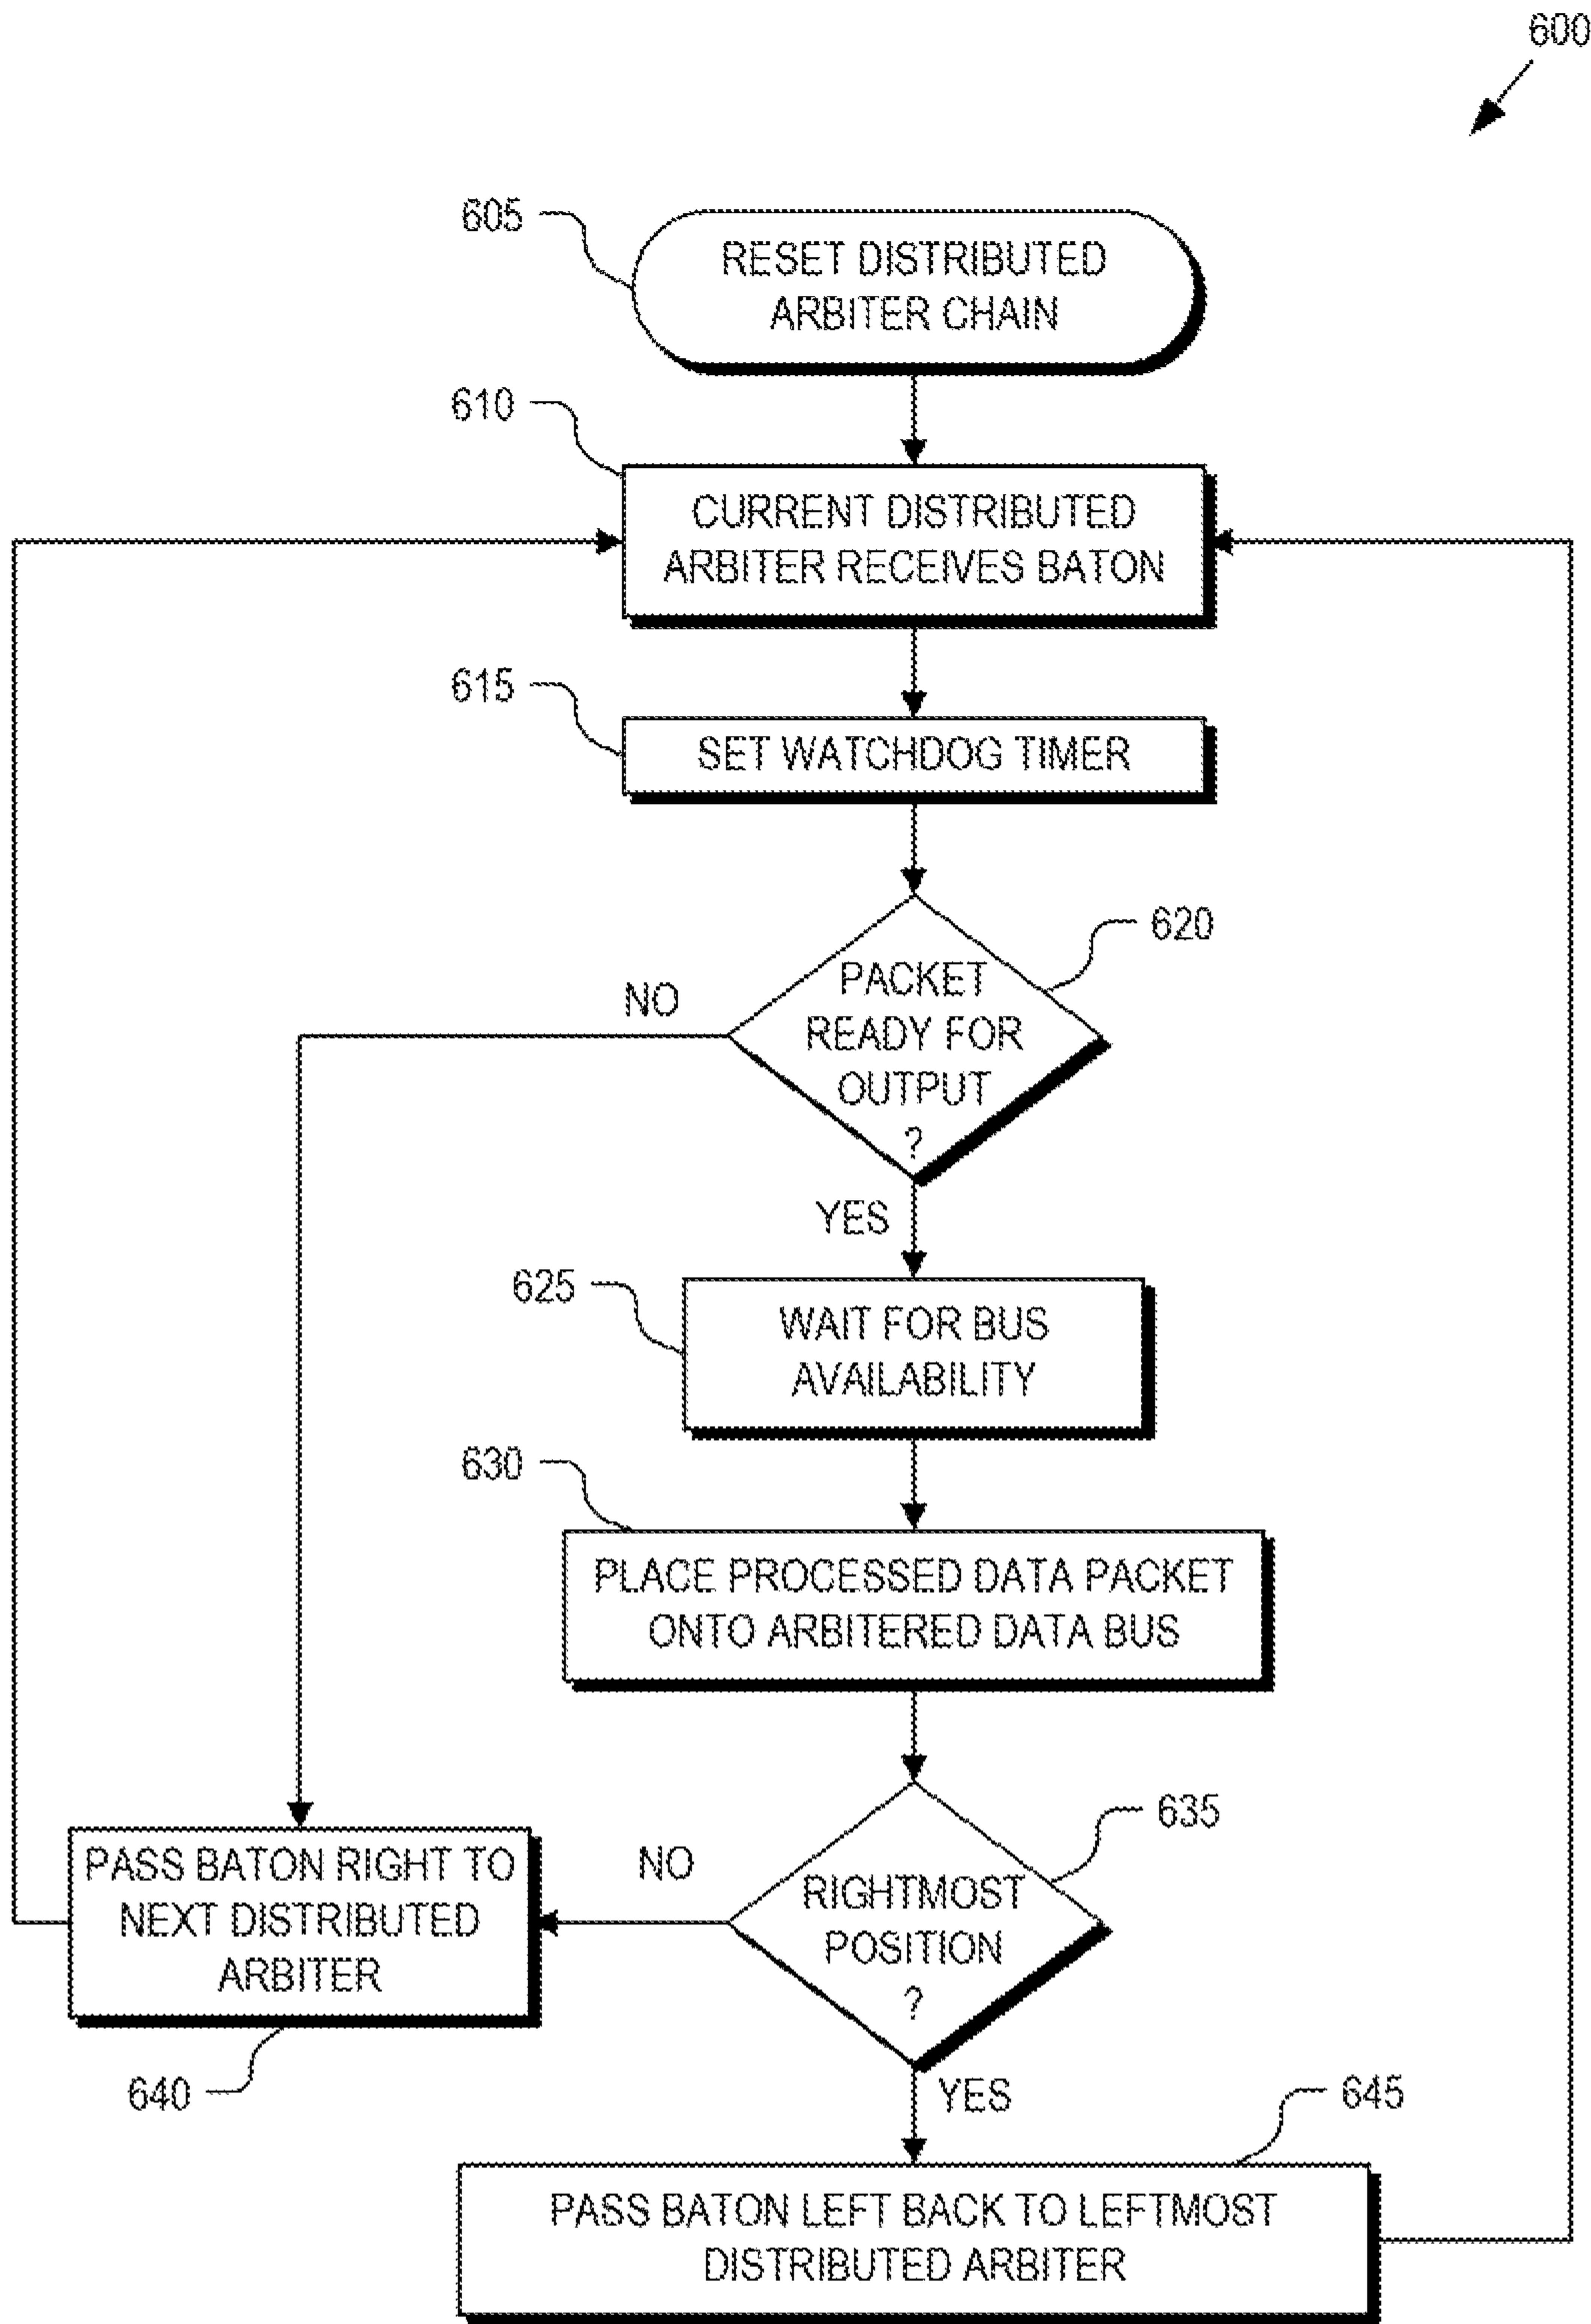 600
605
RESET DISTRIBUTED
ARBITER CHAIN
610
CURRENT DISTRIBUTED
ARBITER RECEIVES BATON
615
SET WATCHDOG TIMER
620
NO
PACKET
READY FOR
OUTPUT
?
YES
625
WAIT FOR BUS
AVAILABILITY
630
PLACE PROCESSED DATA PACKET
ONTO ARBITERED DATA BUS
635
PASS BATON RIGHT TO
NEXT DISTRIBUTED
ARBITER
NO
RIGHTMOST
POSITION
?
640
YES
645
PASS BATON LEFT BACK TO LEFTMOST
DISTRIBUTED ARBITER